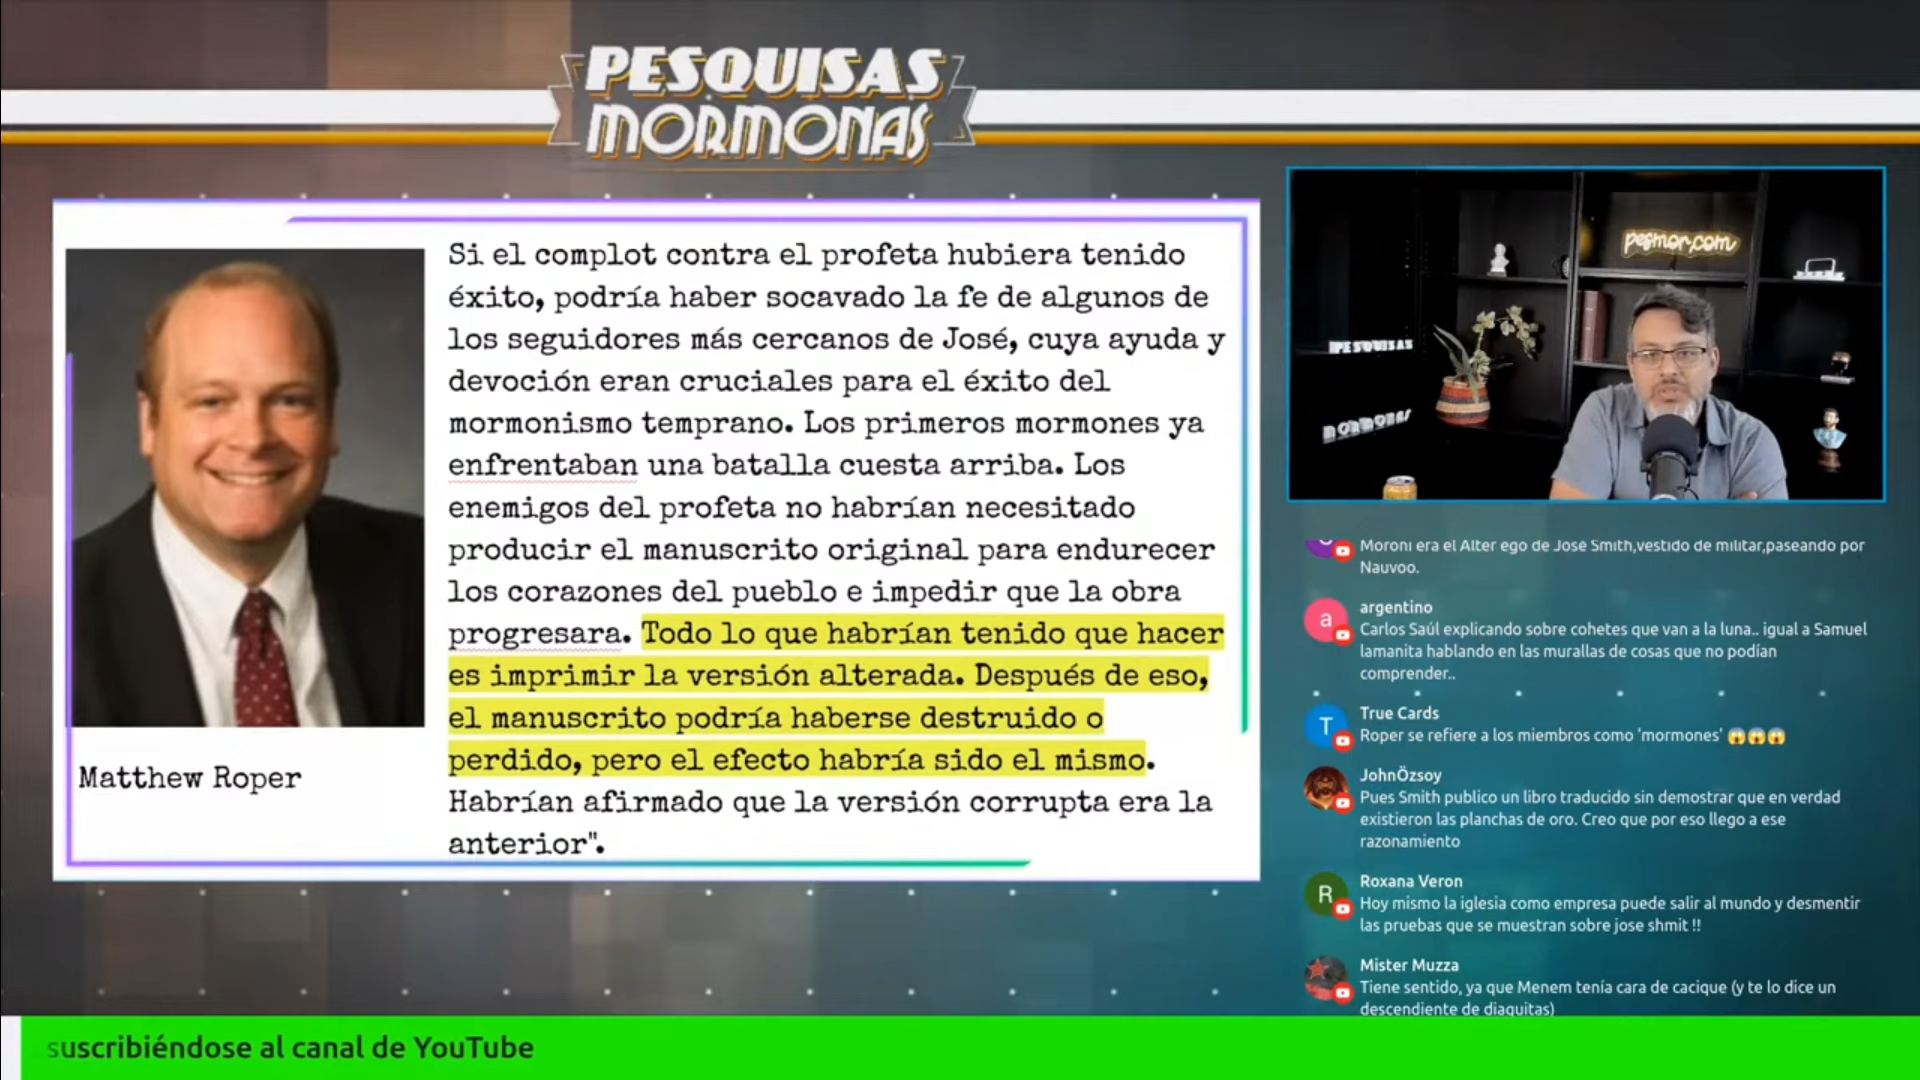 PESQUISAS
MORMONAS
Si el complot contra el profeta hubiera tenido
éxito, podría haber socavado la fe de algunos de
los seguidores más cercanos de José, cuya ayuda y
devoción eran cruciales para el éxito del
mormonismo temprano. Los primeros mormones ya
enfrentaban una batalla cuesta arriba. Los
enemigos del profeta no habrían necesitado
producir el manuscrito original para endurecer
los corazones del pueblo e impedir que la obra
progresara. Todo lo que habrían tenido que hacer
es imprimir la versión alterada. Después de eso,
el manuscrito podría haberse destruido o
perdido, pero el efecto habría sido el mismo.
Habrían afirmado que la versión corrupta era la
anterior".
Matthew Roper
pesmor.com
PESQUISAS
MORMONAS
Moroni era el Alter ego de José Smith,vestido de militar,paseando por
Nauvoo.
a
argentino
Carlos Saúl explicando sobre cohetes que van a la luna.. igual a Samuel
lamanita hablando en las murallas de cosas que no podían
comprender..
T
True Cards
Roper se refiere a los miembros como 'mormones' 😱😱😱
JohnÖzsoy
Pues Smith publico un libro traducido sin demostrar que en verdad
existieron las planchas de oro. Creo que por eso llego a ese
razonamiento
R
Roxana Veron
Hoy mismo la iglesia como empresa puede salir al mundo y desmentir
las pruebas que se muestran sobre jose shmit !!
Mister Muzza
Tiene sentido, ya que Menem tenía cara de cacique (y te lo dice un
descendiente de diaguitas)
suscribiéndose al canal de YouTube